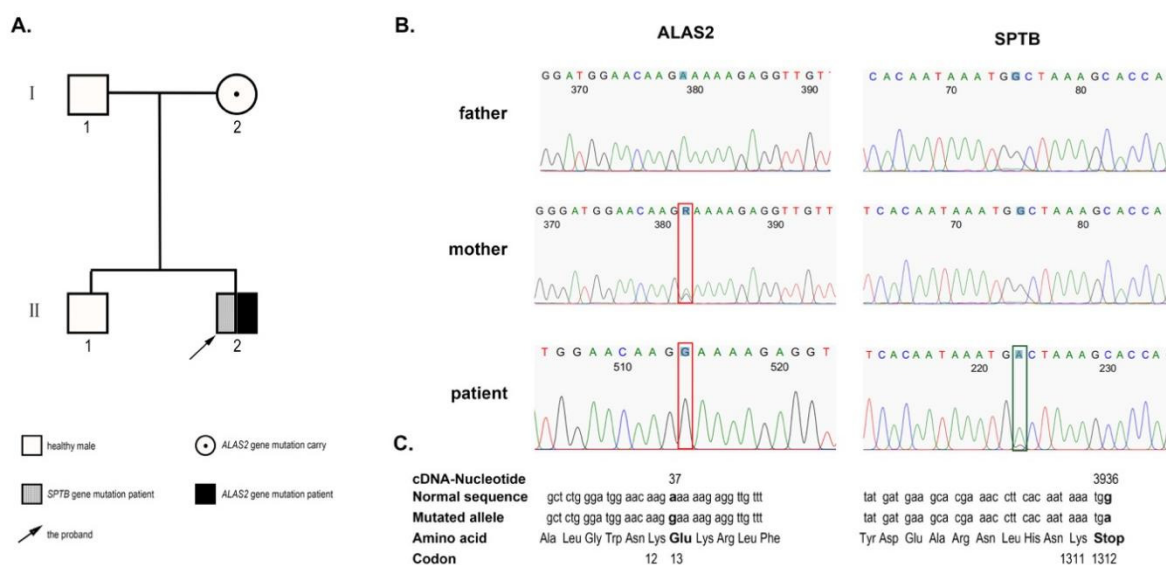 A.
I
1
2
II
1
2
healthy male
ALAS2 gene mutation carry
SPTB gene mutation patient
ALAS2 gene mutation patient
the proband
B.
ALAS2
SPTB
father
GGATGGAACAAGAAAAAGAGGTTGTT
370 380 390
CACAATAAATGGCTAAAGCACCA
70 80
mother
GGGATGGAACAAGRAAAAGAGGTTGTT
370 380 390
TCACAATAAATGGCTAAAGCACCA
70 80
patient
TGGAACAAGGAAAAGAGGT
510 520
TCACAATAAATGACTAAAGCACCA
220 230
C.
cDNA-Nucleotide 37 3936
Normal sequence gct ctg gga tgg aac aag aaa aag agg ttg ttt tat gat gaa gca cga aac ctt cac aat aaa tgg
Mutated allele gct ctg gga tgg aac aag gaa aag agg ttg ttt tat gat gaa gca cga aac ctt cac aat aaa tga
Amino acid Ala Leu Gly Trp Asn Lys Glu Lys Arg Leu Phe Tyr Asp Glu Ala Arg Asn Leu His Asn Lys Stop
Codon 12 13 1311 1312